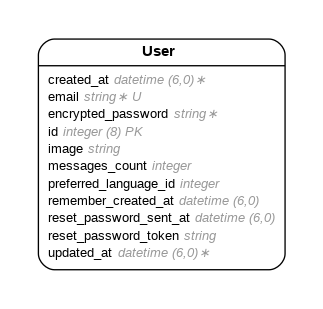 User
created_at datetime (6,0)∗
email string∗ U
encrypted_password string∗
id integer (8) PK
image string
messages_count integer
preferred_language_id integer
remember_created_at datetime (6,0)
reset_password_sent_at datetime (6,0)
reset_password_token string
updated_at datetime (6,0)∗